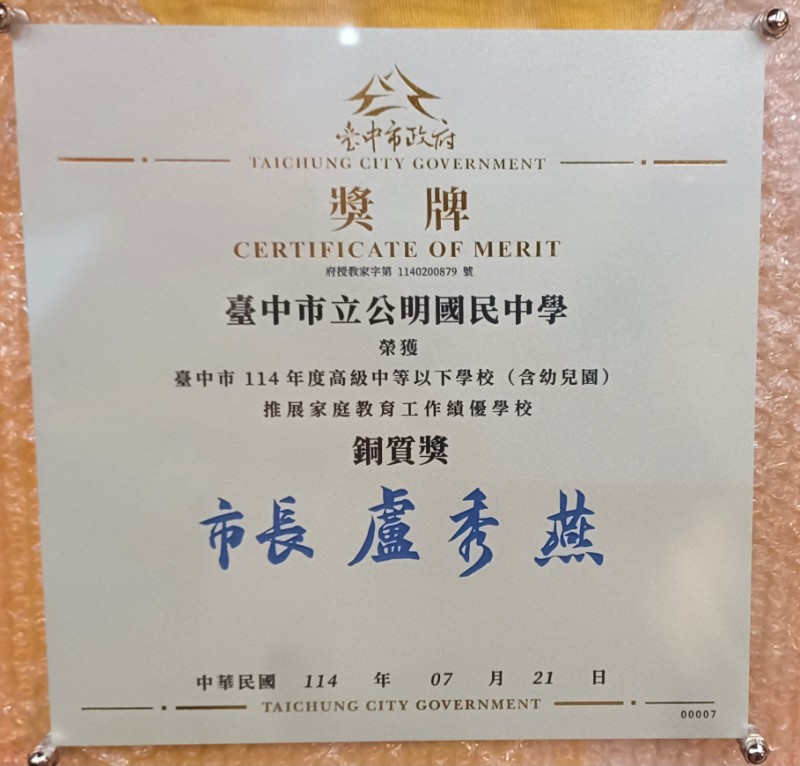 臺中市政府
TAICHUNG CITY GOVERNMENT
獎 牌
CERTIFICATE OF MERIT
府授教家字第 1140200879 號
臺中市立公明國民中學
榮獲
臺中市 114 年度高級中等以下學校（含幼兒園）
推展家庭教育工作績優學校
銅質獎
市長 盧秀燕
中華民國 114 年 07 月 21 日
TAICHUNG CITY GOVERNMENT
00007